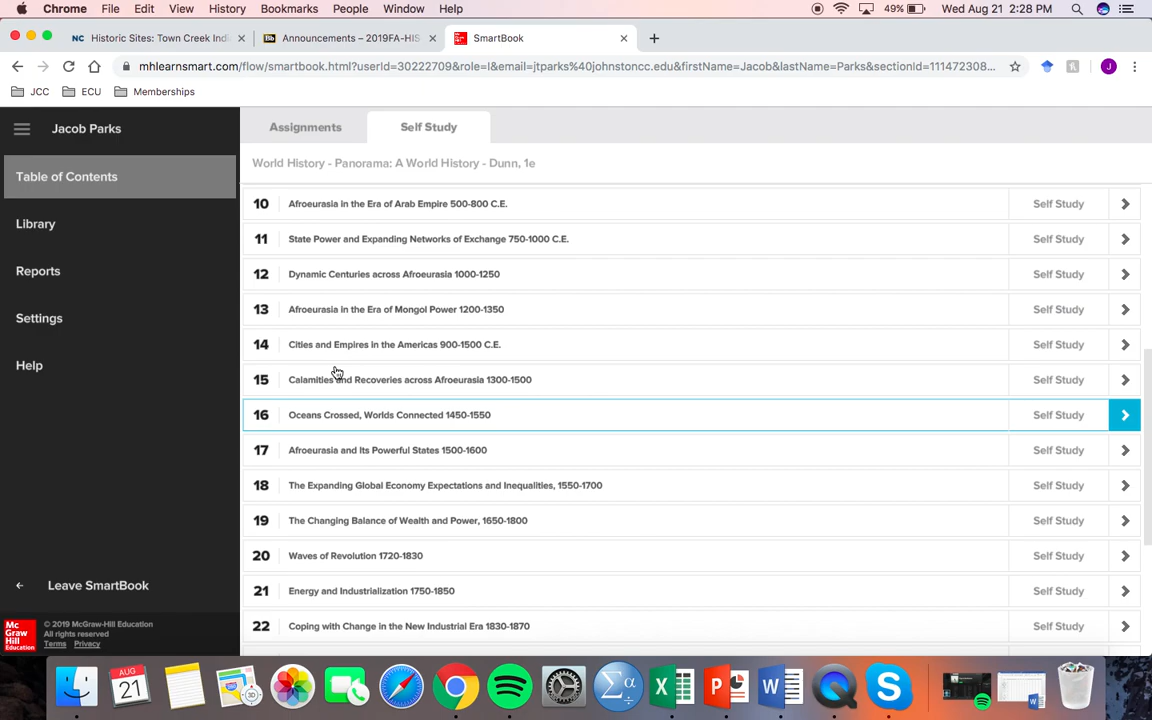 Chrome File Edit View History Bookmarks People Window Help 49% Wed Aug 21 2:28 PM
NC Historic Sites: Town Creek Indi Bb Announcements – 2019FA-HIS SmartBook
mhlearnsmart.com/flow/smartbook.html?userId=30222709&role=I&email=jtparks%40johnstoncc.edu&firstName=Jacob&lastName=Parks&sectionId=111472308... J
JCC ECU Memberships
Jacob Parks
Table of Contents
Library
Reports
Settings
Help
Leave SmartBook
Mc Graw Hill Education
© 2019 McGraw-Hill Education
All rights reserved
Terms Privacy
Assignments Self Study
World History - Panorama: A World History - Dunn, 1e
10 Afroeurasia in the Era of Arab Empire 500-800 C.E. Self Study
11 State Power and Expanding Networks of Exchange 750-1000 C.E. Self Study
12 Dynamic Centuries across Afroeurasia 1000-1250 Self Study
13 Afroeurasia in the Era of Mongol Power 1200-1350 Self Study
14 Cities and Empires in the Americas 900-1500 C.E. Self Study
15 Calamities and Recoveries across Afroeurasia 1300-1500 Self Study
16 Oceans Crossed, Worlds Connected 1450-1550 Self Study
17 Afroeurasia and Its Powerful States 1500-1600 Self Study
18 The Expanding Global Economy Expectations and Inequalities, 1550-1700 Self Study
19 The Changing Balance of Wealth and Power, 1650-1800 Self Study
20 Waves of Revolution 1720-1830 Self Study
21 Energy and Industrialization 1750-1850 Self Study
22 Coping with Change in the New Industrial Era 1830-1870 Self Study
AUG
21
3D
Σα
X P W S